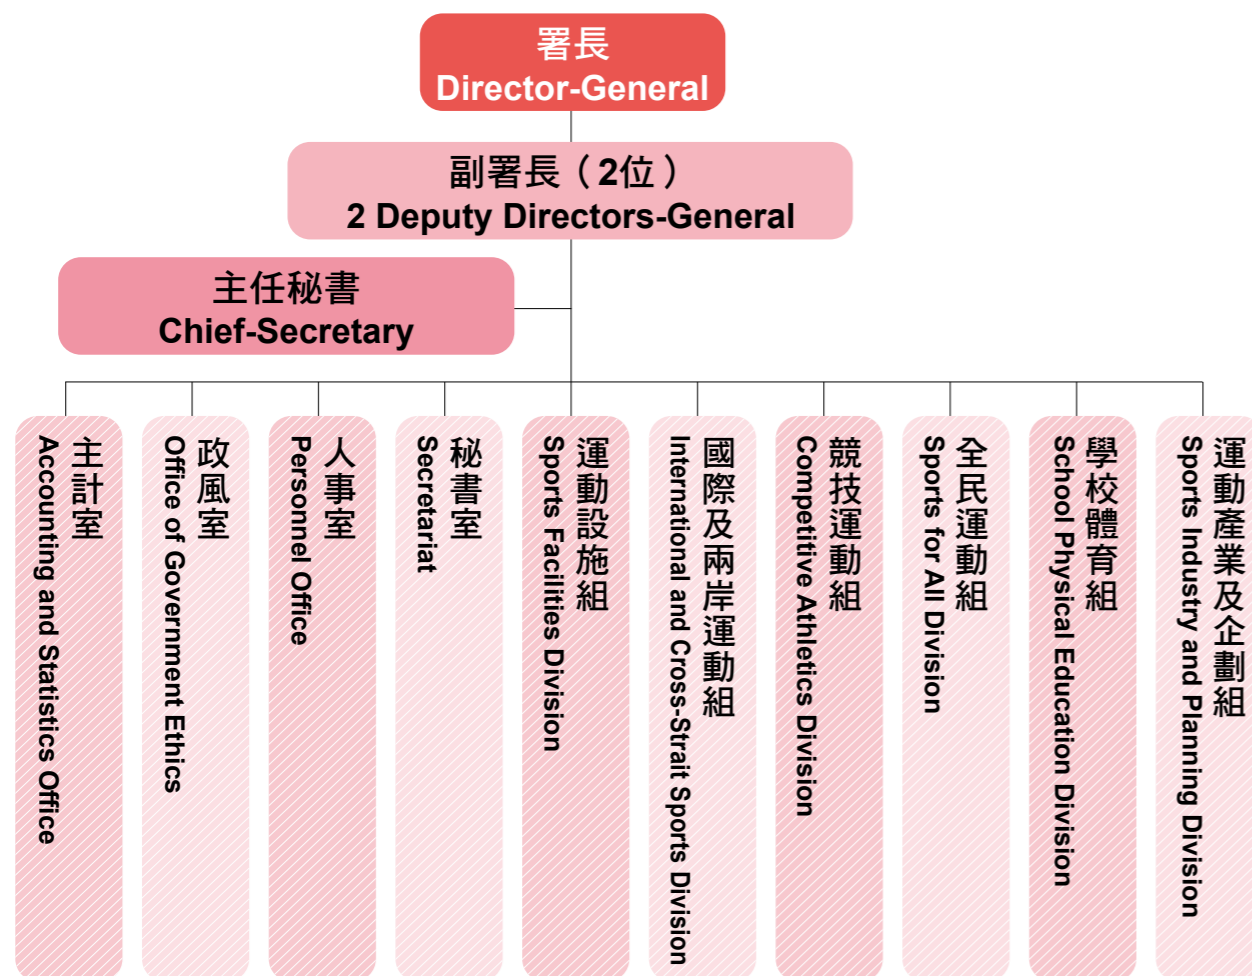 署長
Director-General
副署長（2位）
2 Deputy Directors-General
主任秘書
Chief-Secretary
主計室
Accounting and Statistics Office
政風室
Office of Government Ethics
人事室
Personnel Office
秘書室
Secretariat
運動設施組
Sports Facilities Division
國際及兩岸運動組
International and Cross-Strait Sports Division
競技運動組
Competitive Athletics Division
全民運動組
Sports for All Division
學校體育組
School Physical Education Division
運動產業及企劃組
Sports Industry and Planning Division